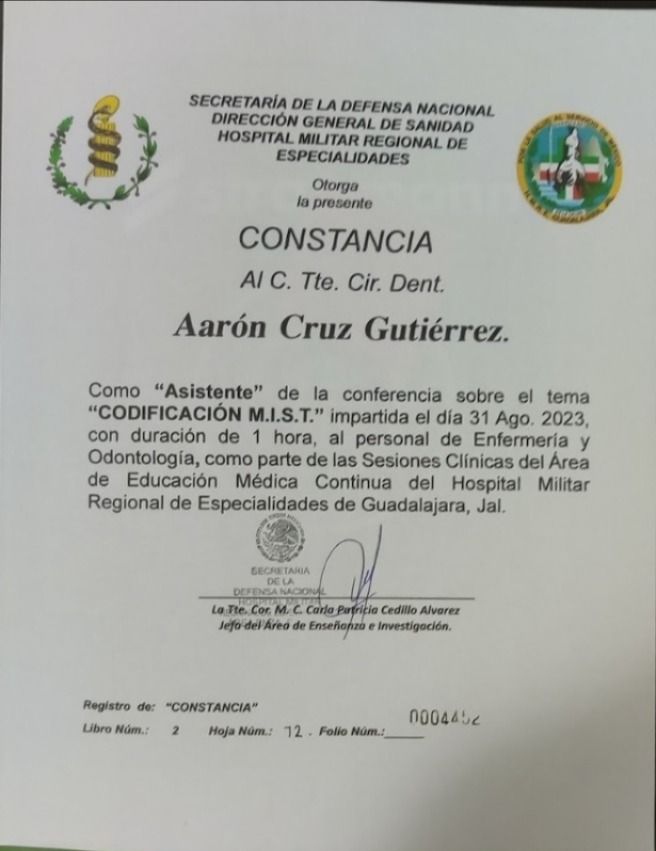 SECRETARÍA DE LA DEFENSA NACIONAL
DIRECCIÓN GENERAL DE SANIDAD
HOSPITAL MILITAR REGIONAL DE
ESPECIALIDADES
Otorga
la presente
CONSTANCIA
Al C. Tte. Cir. Dent.
Aarón Cruz Gutiérrez.
Como “Asistente” de la conferencia sobre el tema
“CODIFICACIÓN M.I.S.T.” impartida el día 31 Ago. 2023,
con duración de 1 hora, al personal de Enfermería y
Odontología, como parte de las Sesiones Clínicas del Área
de Educación Médica Continua del Hospital Militar
Regional de Especialidades de Guadalajara, Jal.
SECRETARIA
DE LA
DEFENSA NACIONAL
HOSPITAL MILITAR
La Tte. Cor. M. C. Carla Patricia Cedillo Alvarez
Jefa del Área de Enseñanza e Investigación.
Registro de: “CONSTANCIA”
0004452
Libro Núm.: 2 Hoja Núm.: 12. Folio Núm.: